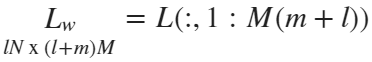 L_w = L(:, 1 : M(m + l))
lN x (l+m)M